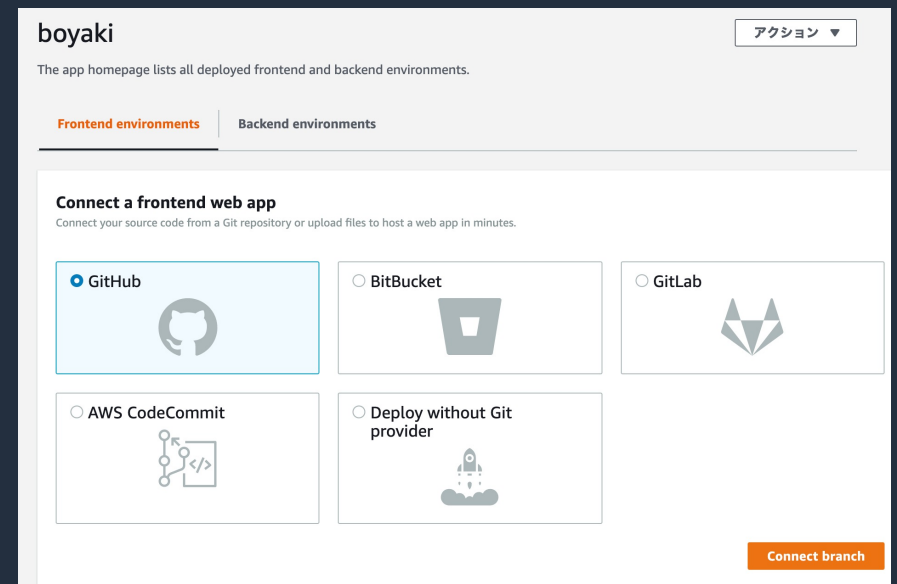 boyaki
アクション ▼
The app homepage lists all deployed frontend and backend environments.
Frontend environments
Backend environments
Connect a frontend web app
Connect your source code from a Git repository or upload files to host a web app in minutes.
GitHub
BitBucket
GitLab
AWS CodeCommit
Deploy without Git
provider
</>
Connect branch